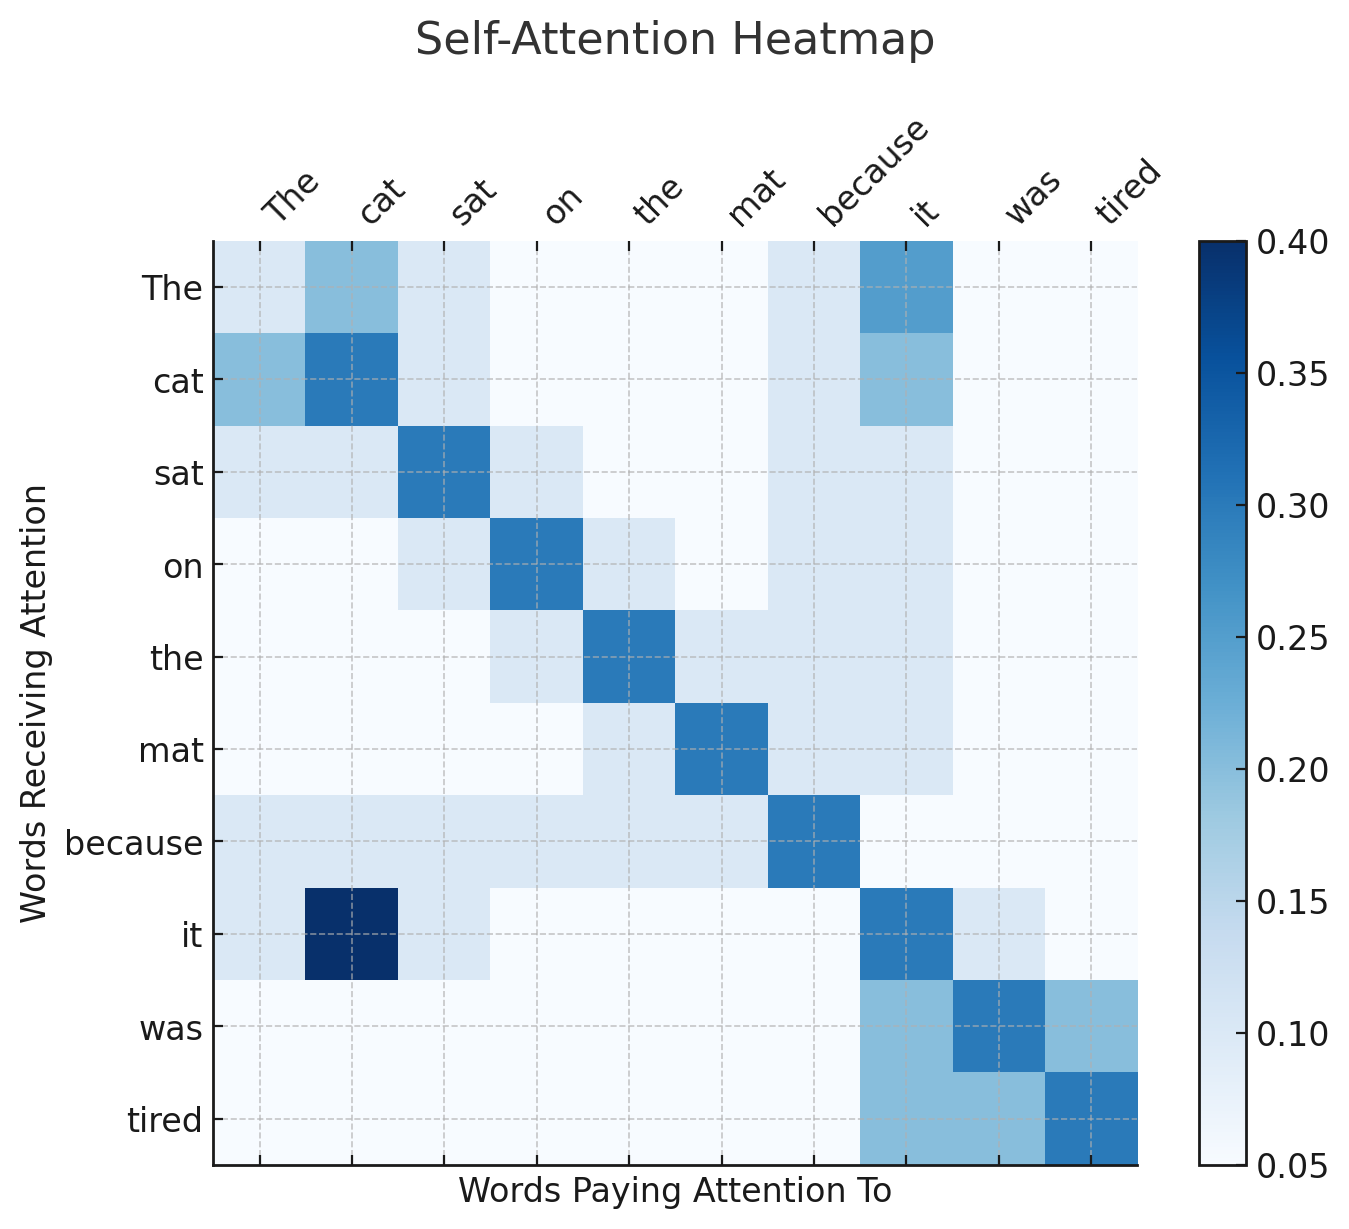 Self-Attention Heatmap
The
cat
sat
on
the
mat
because
it
was
tired
The
cat
sat
on
the
mat
because
it
was
tired
Words Receiving Attention
Words Paying Attention To
0.40
0.35
0.30
0.25
0.20
0.15
0.10
0.05